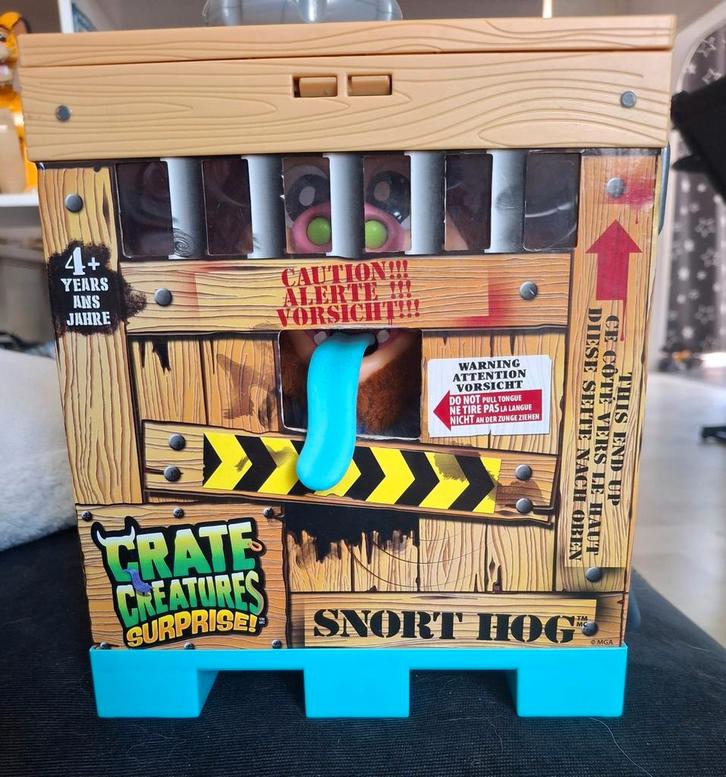 4+
YEARS
ANS
JAHRE
CAUTION!!!
ALERTE !!!
VORSICHT!!!
WARNING
ATTENTION
VORSICHT
DO NOT PULL TONGUE
NE TIRE PAS LA LANGUE
NICHT AN DER ZUNGE ZIEHEN
THIS END UP
CE CÔTÉ VERS LE HAUT
DIESE SEITE NACH OBEN
CRATE
CREATURES
SURPRISE!
SNORT HOG™
MC
© MGA